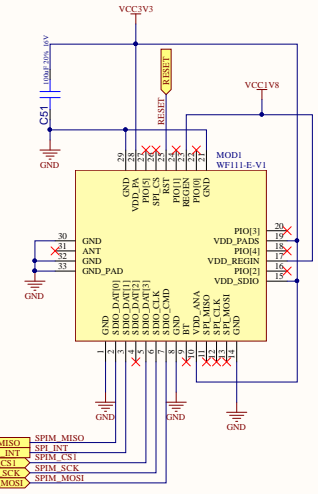 VCC3V3
100uF 20% 16V
C51
GND
RESET
RESET
VCC1V8
MOD1
WF111-E-V1
29 28 27 26 25 24 23 22 21
GND VDD_PA PIO[5] SPI_CS RST PIO[1] REGEN PIO[0] GND
30 GND
31 ANT
32 GND
33 GND_PAD
GND
PIO[3] 20
VDD_PADS 19
PIO[4] 18
VDD_REGIN 17
PIO[2] 16
VDD_SDIO 15
GND SDIO_DAT[0] SDIO_DAT[1] SDIO_DAT[2] SDIO_DAT[3] SDIO_CLK SDIO_CMD GND BT VDD_ANA SPI_MISO SPI_CLK SPI_MOSI GND
1 2 3 4 5 6 7 8 9 10 11 12 13 14
GND
GND
GND
MISO SPIM_MISO
INT SPI_INT
CS1 SPIM_CS1
SCK SPIM_SCK
MOSI SPIM_MOSI